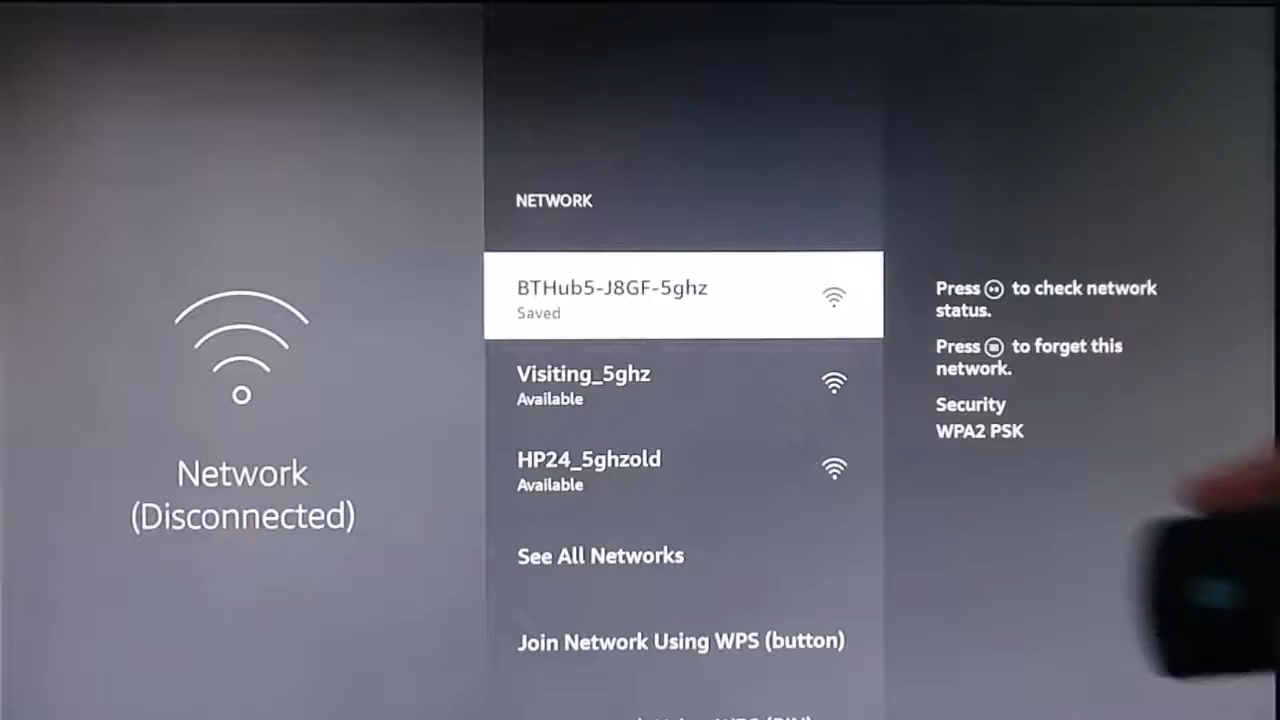 NETWORK
BTHub5-J8GF-5ghz
Saved
Visiting_5ghz
Available
HP24_5ghzold
Available
See All Networks
Join Network Using WPS (button)
Network
(Disconnected)
Press to check network
status.
Press to forget this
network.
Security
WPA2 PSK